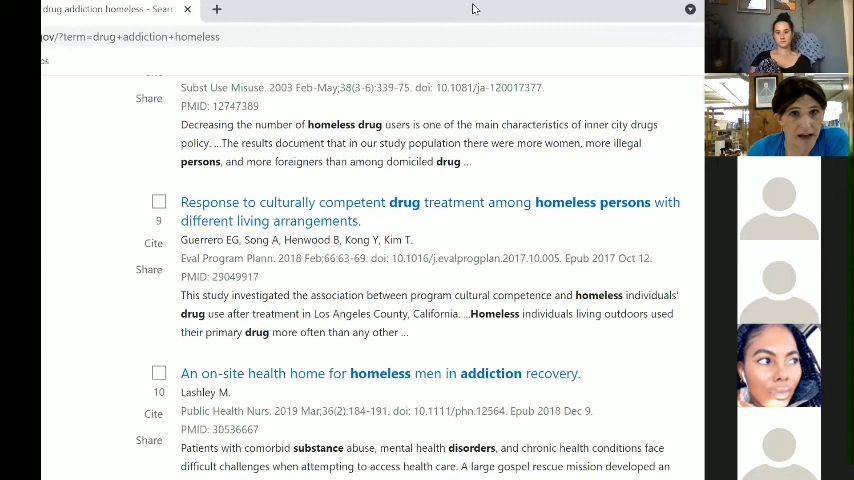 drug addiction homeless - Sear
gov/?term=drug+addiction+homeless
os
Subst Use Misuse. 2003 Feb-May;38(3-6):339-75. doi: 10.1081/ja-120017377.
Share
PMID: 12747389
Decreasing the number of homeless drug users is one of the main characteristics of inner city drugs
policy. ...The results document that in our study population there were more women, more illegal
persons, and more foreigners than among domiciled drug ...
Response to culturally competent drug treatment among homeless persons with
9
different living arrangements.
Cite
Guerrero EG, Song A, Henwood B, Kong Y, Kim T.
Eval Program Plann. 2018 Feb;66:63-69. doi: 10.1016/j.evalprogplan.2017.10.005. Epub 2017 Oct 12.
Share
PMID: 29049917
This study investigated the association between program cultural competence and homeless individuals'
drug use after treatment in Los Angeles County, California. ...Homeless individuals living outdoors used
their primary drug more often than any other ...
An on-site health home for homeless men in addiction recovery.
10
Lashley M.
Cite
Public Health Nurs. 2019 Mar;36(2):184-191. doi: 10.1111/phn.12564. Epub 2018 Dec 9.
PMID: 30536667
Share
Patients with comorbid substance abuse, mental health disorders, and chronic health conditions face
difficult challenges when attempting to access health care. A large gospel rescue mission developed an